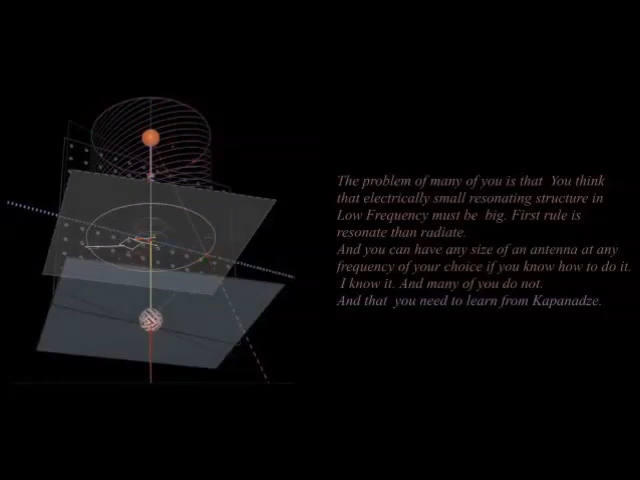 The problem of many of you is that You think
that electrically small resonating structure in
Low Frequency must be big. First rule is
resonate than radiate.
And you can have any size of an antenna at any
frequency of your choice if you know how to do it.
I know it. And many of you do not.
And that you need to learn from Kapanadze.